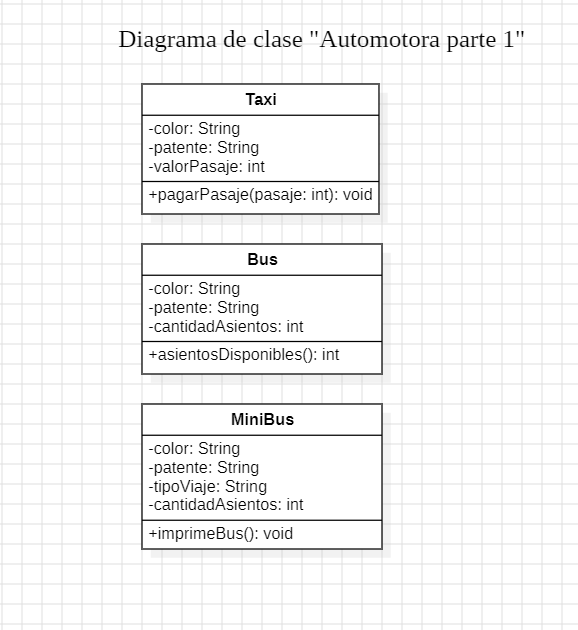 Diagrama de clase "Automotora parte 1"
Taxi
-color: String
-patente: String
-valorPasaje: int
+pagarPasaje(pasaje: int): void
Bus
-color: String
-patente: String
-cantidadAsientos: int
+asientosDisponibles(): int
MiniBus
-color: String
-patente: String
-tipoViaje: String
-cantidadAsientos: int
+imprimeBus(): void